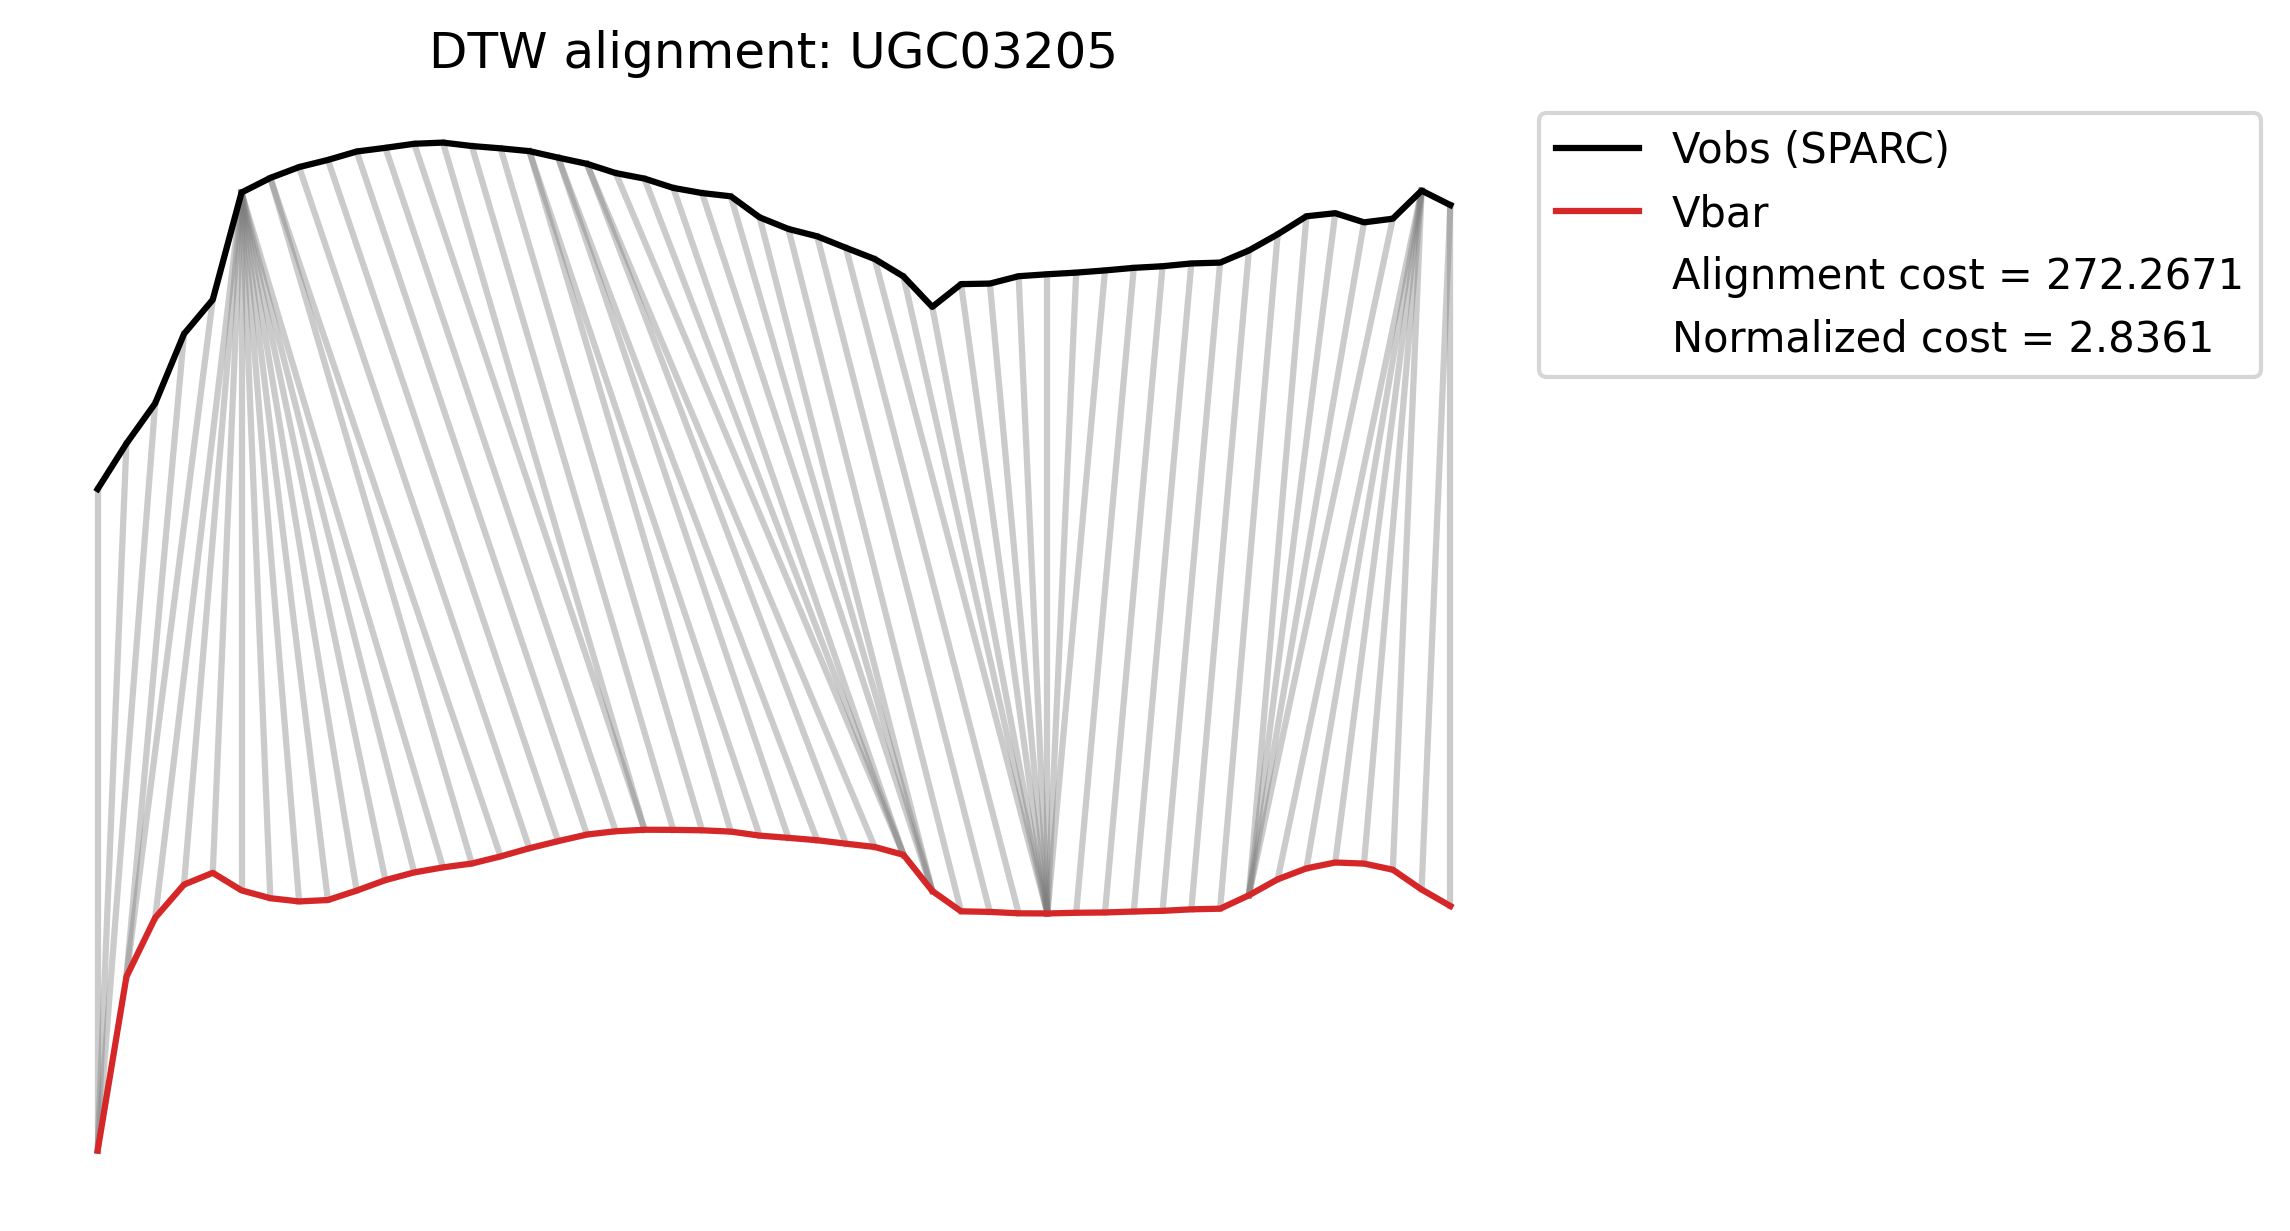 DTW alignment: UGC03205
Vobs (SPARC)
Vbar
Alignment cost = 272.2671
Normalized cost = 2.8361